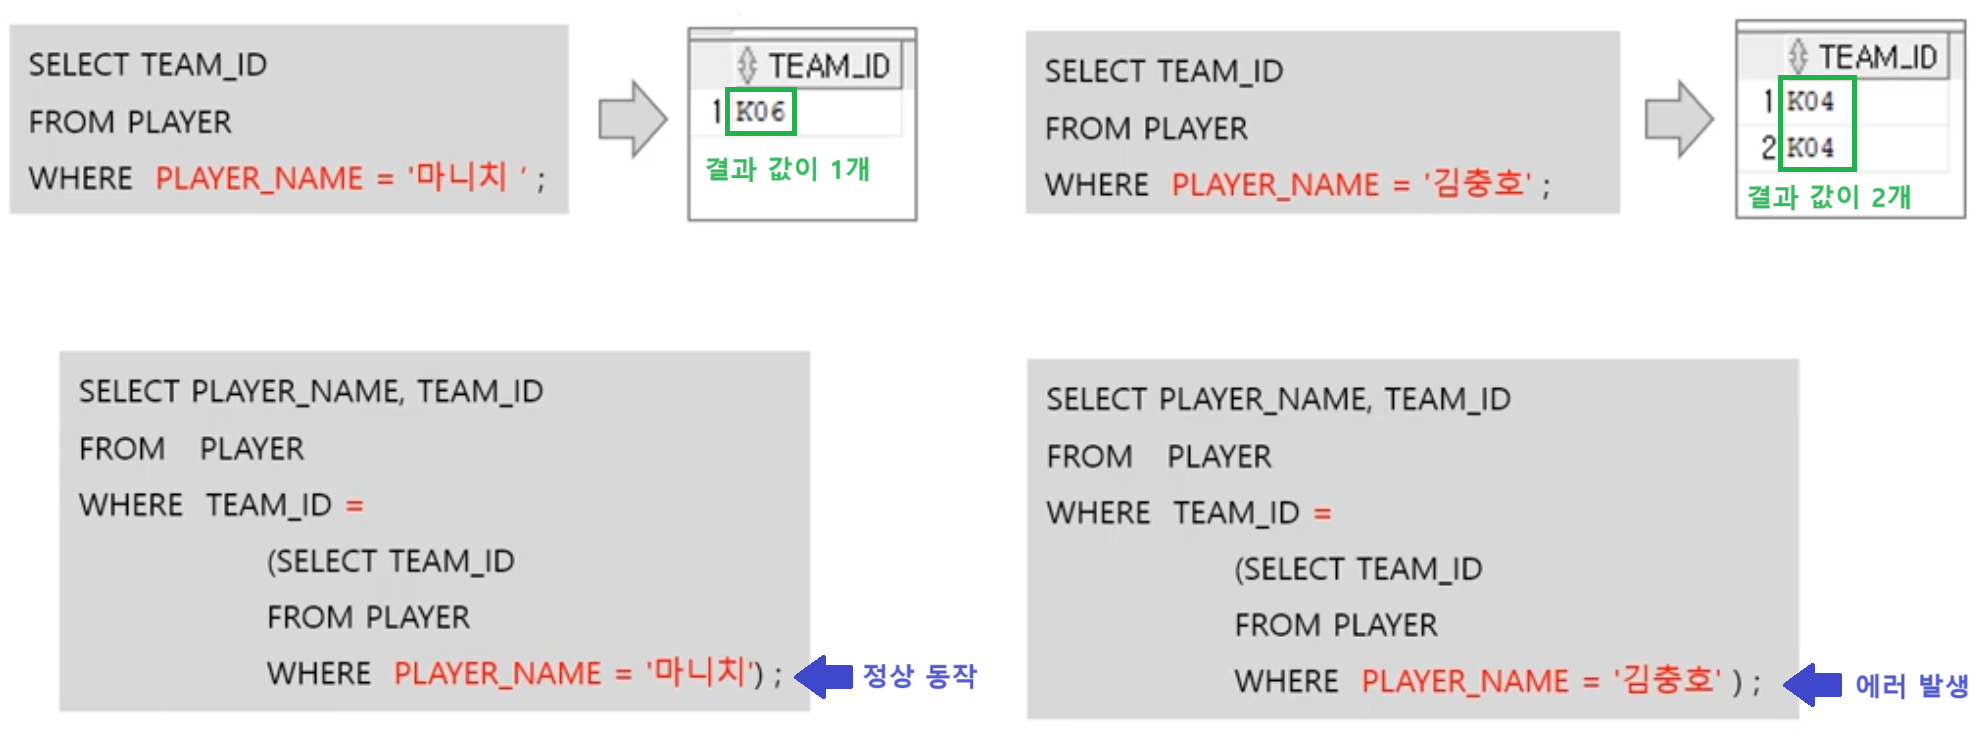 SELECT TEAM_ID
FROM PLAYER
WHERE PLAYER_NAME = '마니치 ' ;
TEAM_ID
1 K06
결과 값이 1개
SELECT TEAM_ID
FROM PLAYER
WHERE PLAYER_NAME = '김충호' ;
TEAM_ID
1 K04
2 K04
결과 값이 2개
SELECT PLAYER_NAME, TEAM_ID
FROM PLAYER
WHERE TEAM_ID =
(SELECT TEAM_ID
FROM PLAYER
WHERE PLAYER_NAME = '마니치') ;
정상 동작
SELECT PLAYER_NAME, TEAM_ID
FROM PLAYER
WHERE TEAM_ID =
(SELECT TEAM_ID
FROM PLAYER
WHERE PLAYER_NAME = '김충호' ) ;
에러 발생